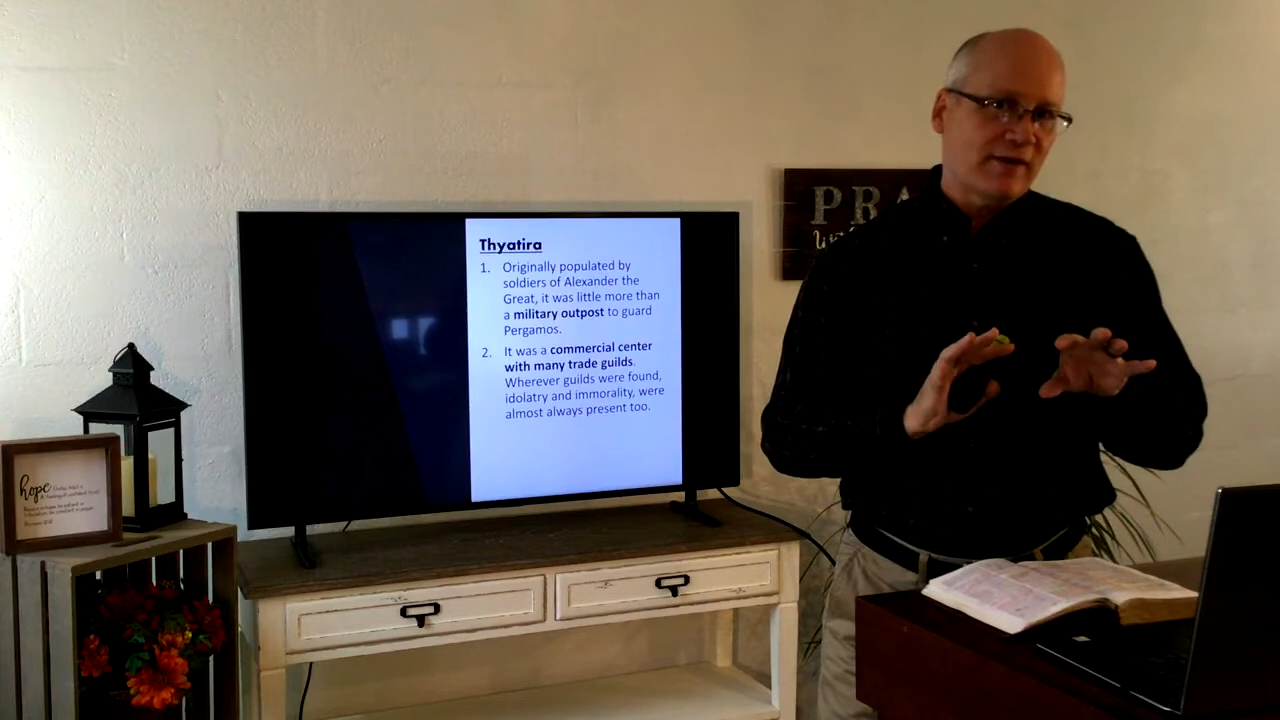 Thyatira
1. Originally populated by
soldiers of Alexander the
Great, it was little more than
a military outpost to guard
Pergamos.
2. It was a commercial center
with many trade guilds.
Wherever guilds were found,
idolatry and immorality, were
almost always present too.
PRA
hope